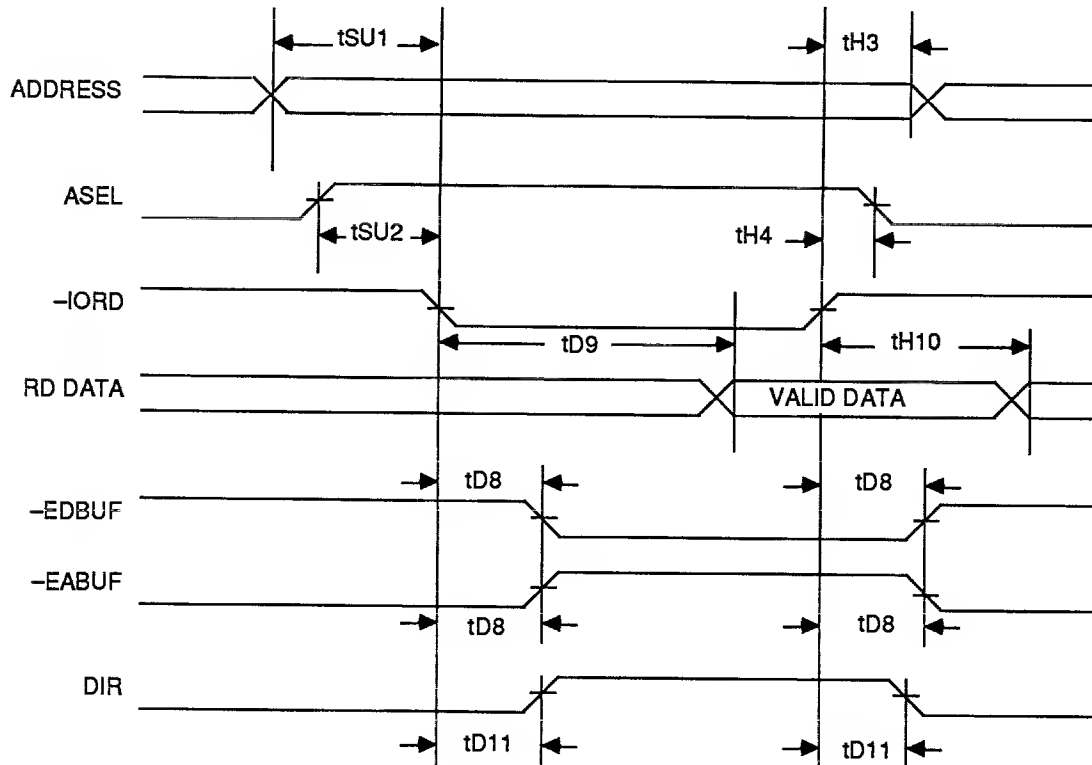 tSU1
tH3
ADDRESS
ASEL
tSU2
tH4
–IORD
tD9
tH10
RD DATA
VALID DATA
tD8
tD8
–EDBUF
–EABUF
tD8
tD8
DIR
tD11
tD11